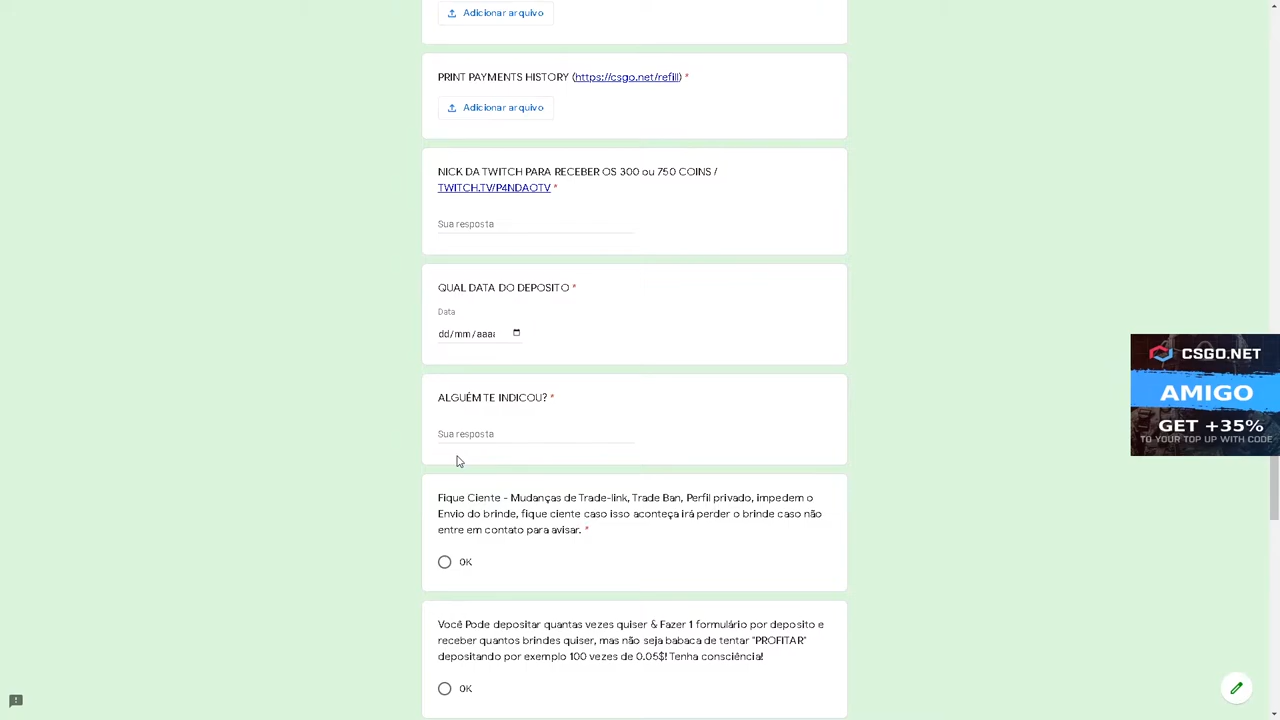 Adicionar arquivo
PRINT PAYMENTS HISTORY (https://csgo.net/refill) *
Adicionar arquivo
NICK DA TWITCH PARA RECEBER OS 300 ou 750 COINS /
TWITCH.TV/P4NDAOTV *
Sua resposta
QUAL DATA DO DEPOSITO *
Data
dd/mm/aaaa
ALGUÉM TE INDICOU? *
Sua resposta
Fique Ciente - Mudanças de Trade-link, Trade Ban, Perfil privado, impedem o
Envio do brinde, fique ciente caso isso aconteça irá perder o brinde caso não
entre em contato para avisar. *
OK
Você Pode depositar quantas vezes quiser & Fazer 1 formulário por deposito e
receber quantos brindes quiser, mas não seja babaca de tentar "PROFITAR"
depositando por exemplo 100 vezes de 0.05$! Tenha consciência!
OK
CSGO.NET
AMIGO
GET +35%
TO YOUR TOP UP WITH CODE